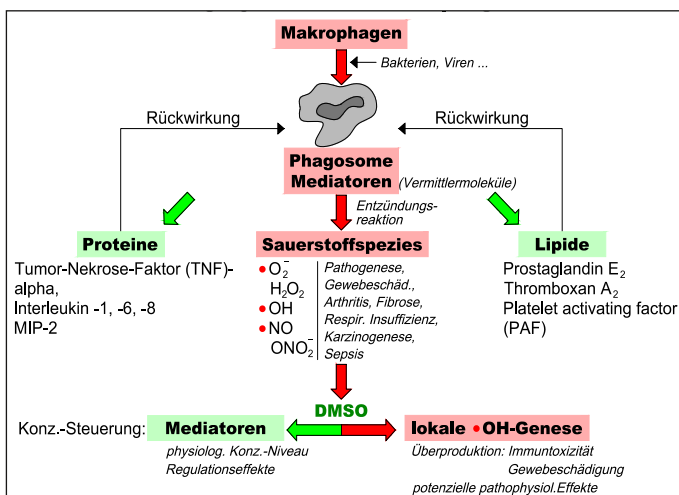 Makrophagen
Bakterien, Viren ...
Rückwirkung
Rückwirkung
Phagosome
Mediatoren (Vermittlermoleküle)
Entzündungs-
reaktion
Proteine
Tumor-Nekrose-Faktor (TNF)-
alpha,
Interleukin -1, -6, -8
MIP-2
Sauerstoffspezies
•O₂⁻
H₂O₂
•OH
•NO
ONO₂⁻
Pathogenese,
Gewebeschäd.,
Arthritis, Fibrose,
Respir. Insuffizienz,
Karzinogenese,
Sepsis
Lipide
Prostaglandin E₂
Thromboxan A₂
Platelet activating factor
(PAF)
DMSO
Konz.-Steuerung:
Mediatoren
physiolog. Konz.-Niveau
Regulationseffekte
lokale •OH-Genese
Überproduktion: Immuntoxizität
Gewebeschädigung
potenzielle pathophysiol.Effekte